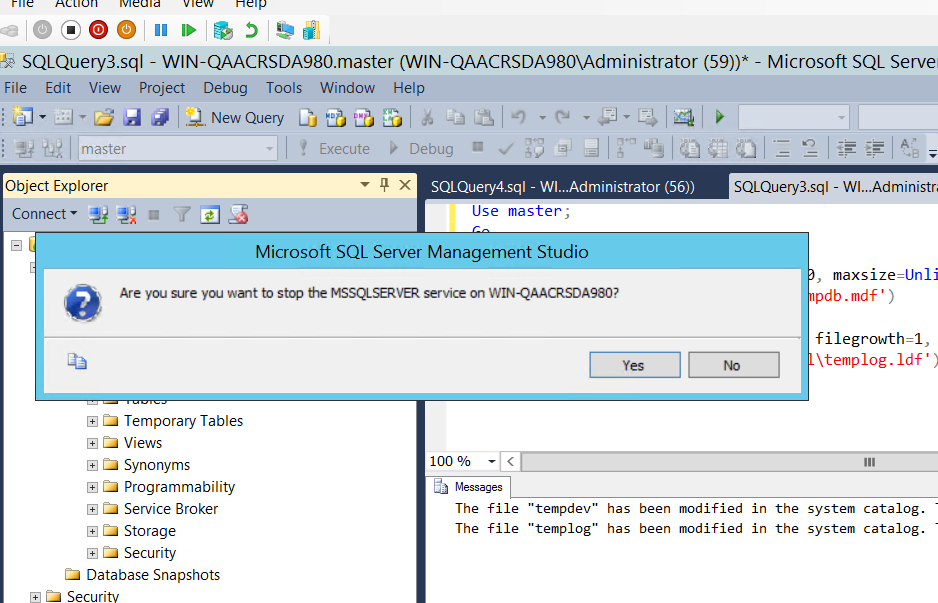 File Action Media View Help
SQLQuery3.sql - WIN-QAACRSDA980.master (WIN-QAACRSDA980\Administrator (59))* - Microsoft SQL Server
File Edit View Project Debug Tools Window Help
New Query
master Execute Debug
Object Explorer
SQLQuery4.sql - WI...Administrator (56)) SQLQuery3.sql - WI...Administra
Connect
Use master;
Go
Microsoft SQL Server Management Studio
Are you sure you want to stop the MSSQLSERVER service on WIN-QAACRSDA980?
0, maxsize=Unli
mpdb.mdf')
filegrowth=1,
l\templog.ldf')
Yes No
Tables
Temporary Tables
Views
Synonyms
Programmability
Service Broker
Storage
Security
Database Snapshots
Security
100 %
Messages
The file "tempdev" has been modified in the system catalog.
The file "templog" has been modified in the system catalog.